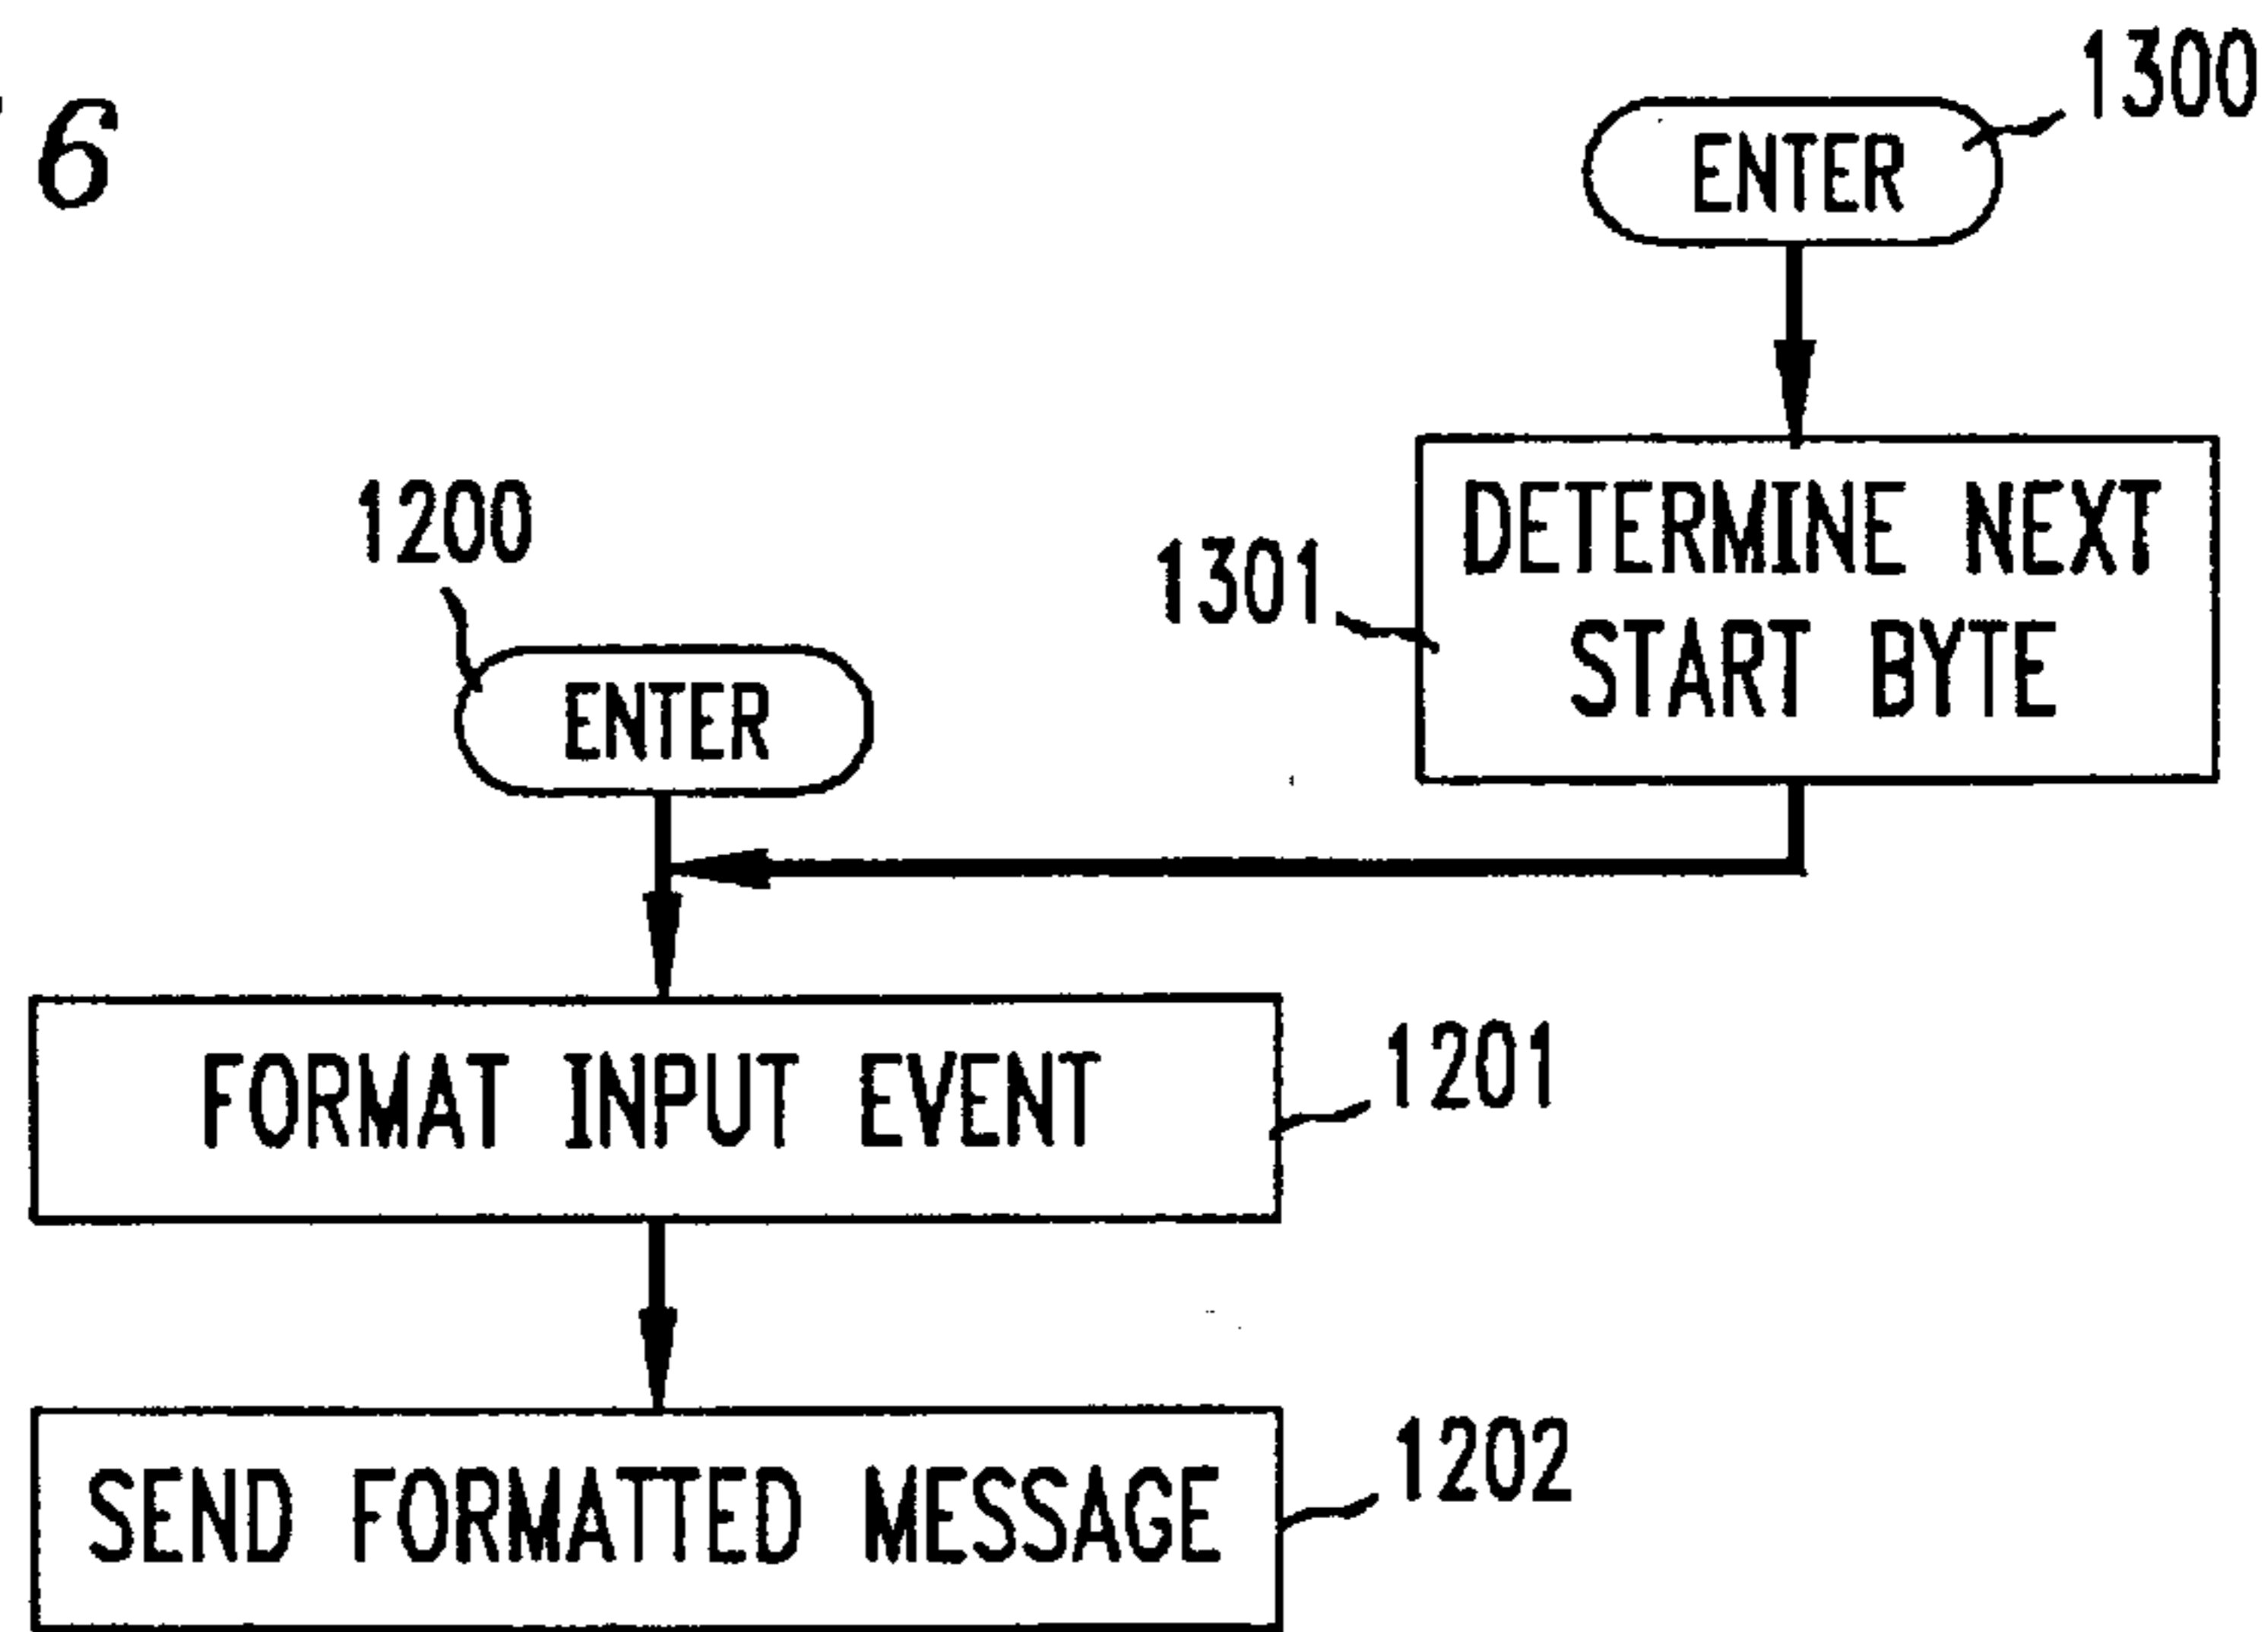 6
1300
ENTER
1200
1301
DETERMINE NEXT
START BYTE
ENTER
FORMAT INPUT EVENT
1201
SEND FORMATTED MESSAGE
1202